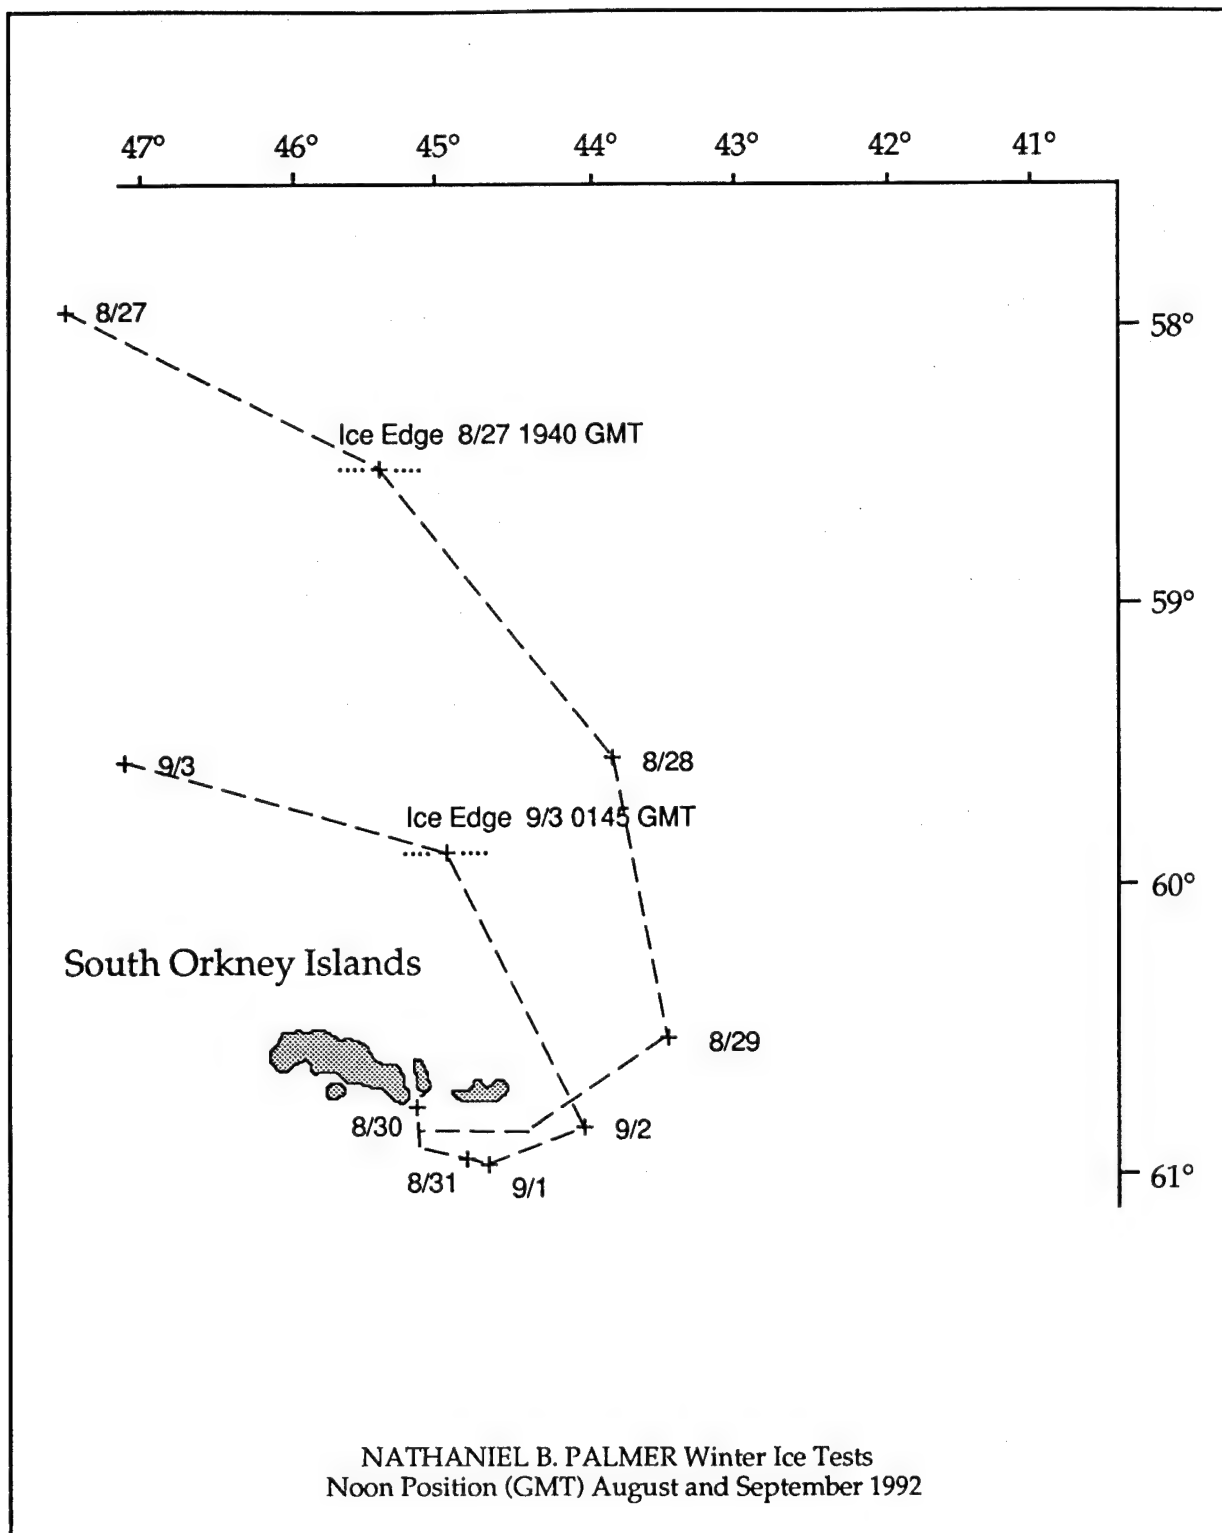 47° 46° 45° 44° 43° 42° 41°
8/27
58°
Ice Edge 8/27 1940 GMT
59°
8/28
9/3
Ice Edge 9/3 0145 GMT
60°
South Orkney Islands
8/29
8/30
9/2
8/31
9/1
61°
NATHANIEL B. PALMER Winter Ice Tests
Noon Position (GMT) August and September 1992